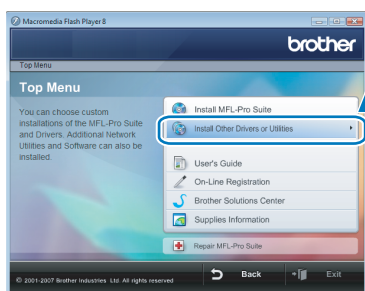 Macromedia Flash Player 8
brother
Top Menu
Top Menu
You can choose custom
installations of the MFL-Pro Suite
and Drivers. Additional Network
Utilities and Software can also be
installed.
Install MFL-Pro Suite
Install Other Drivers or Utilities
User's Guide
On-Line Registration
Brother Solutions Center
Supplies Information
Repair MFL-Pro Suite
© 2001-2007 Brother Industries Ltd. All rights reserved
Back
Exit